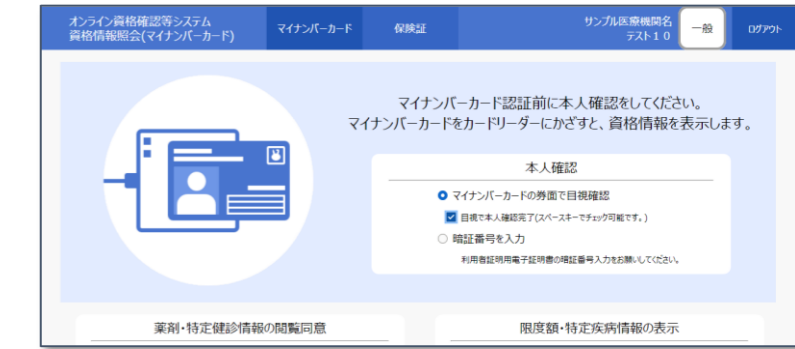 オンライン資格確認等システム
資格情報照会(マイナンバーカード)
マイナンバーカード
保険証
サンプル医療機関名
テスト10
一般
ログアウト
マイナンバーカード認証前に本人確認をしてください。
マイナンバーカードをカードリーダーにかざすと、資格情報を表示します。
本人確認
マイナンバーカードの券面で目視確認
目視で本人確認完了(スペースキーでチェック可能です。)
暗証番号を入力
利用者証明用電子証明書の暗証番号入力をお願いしてください。
薬剤・特定健診情報の閲覧同意
限度額・特定疾病情報の表示